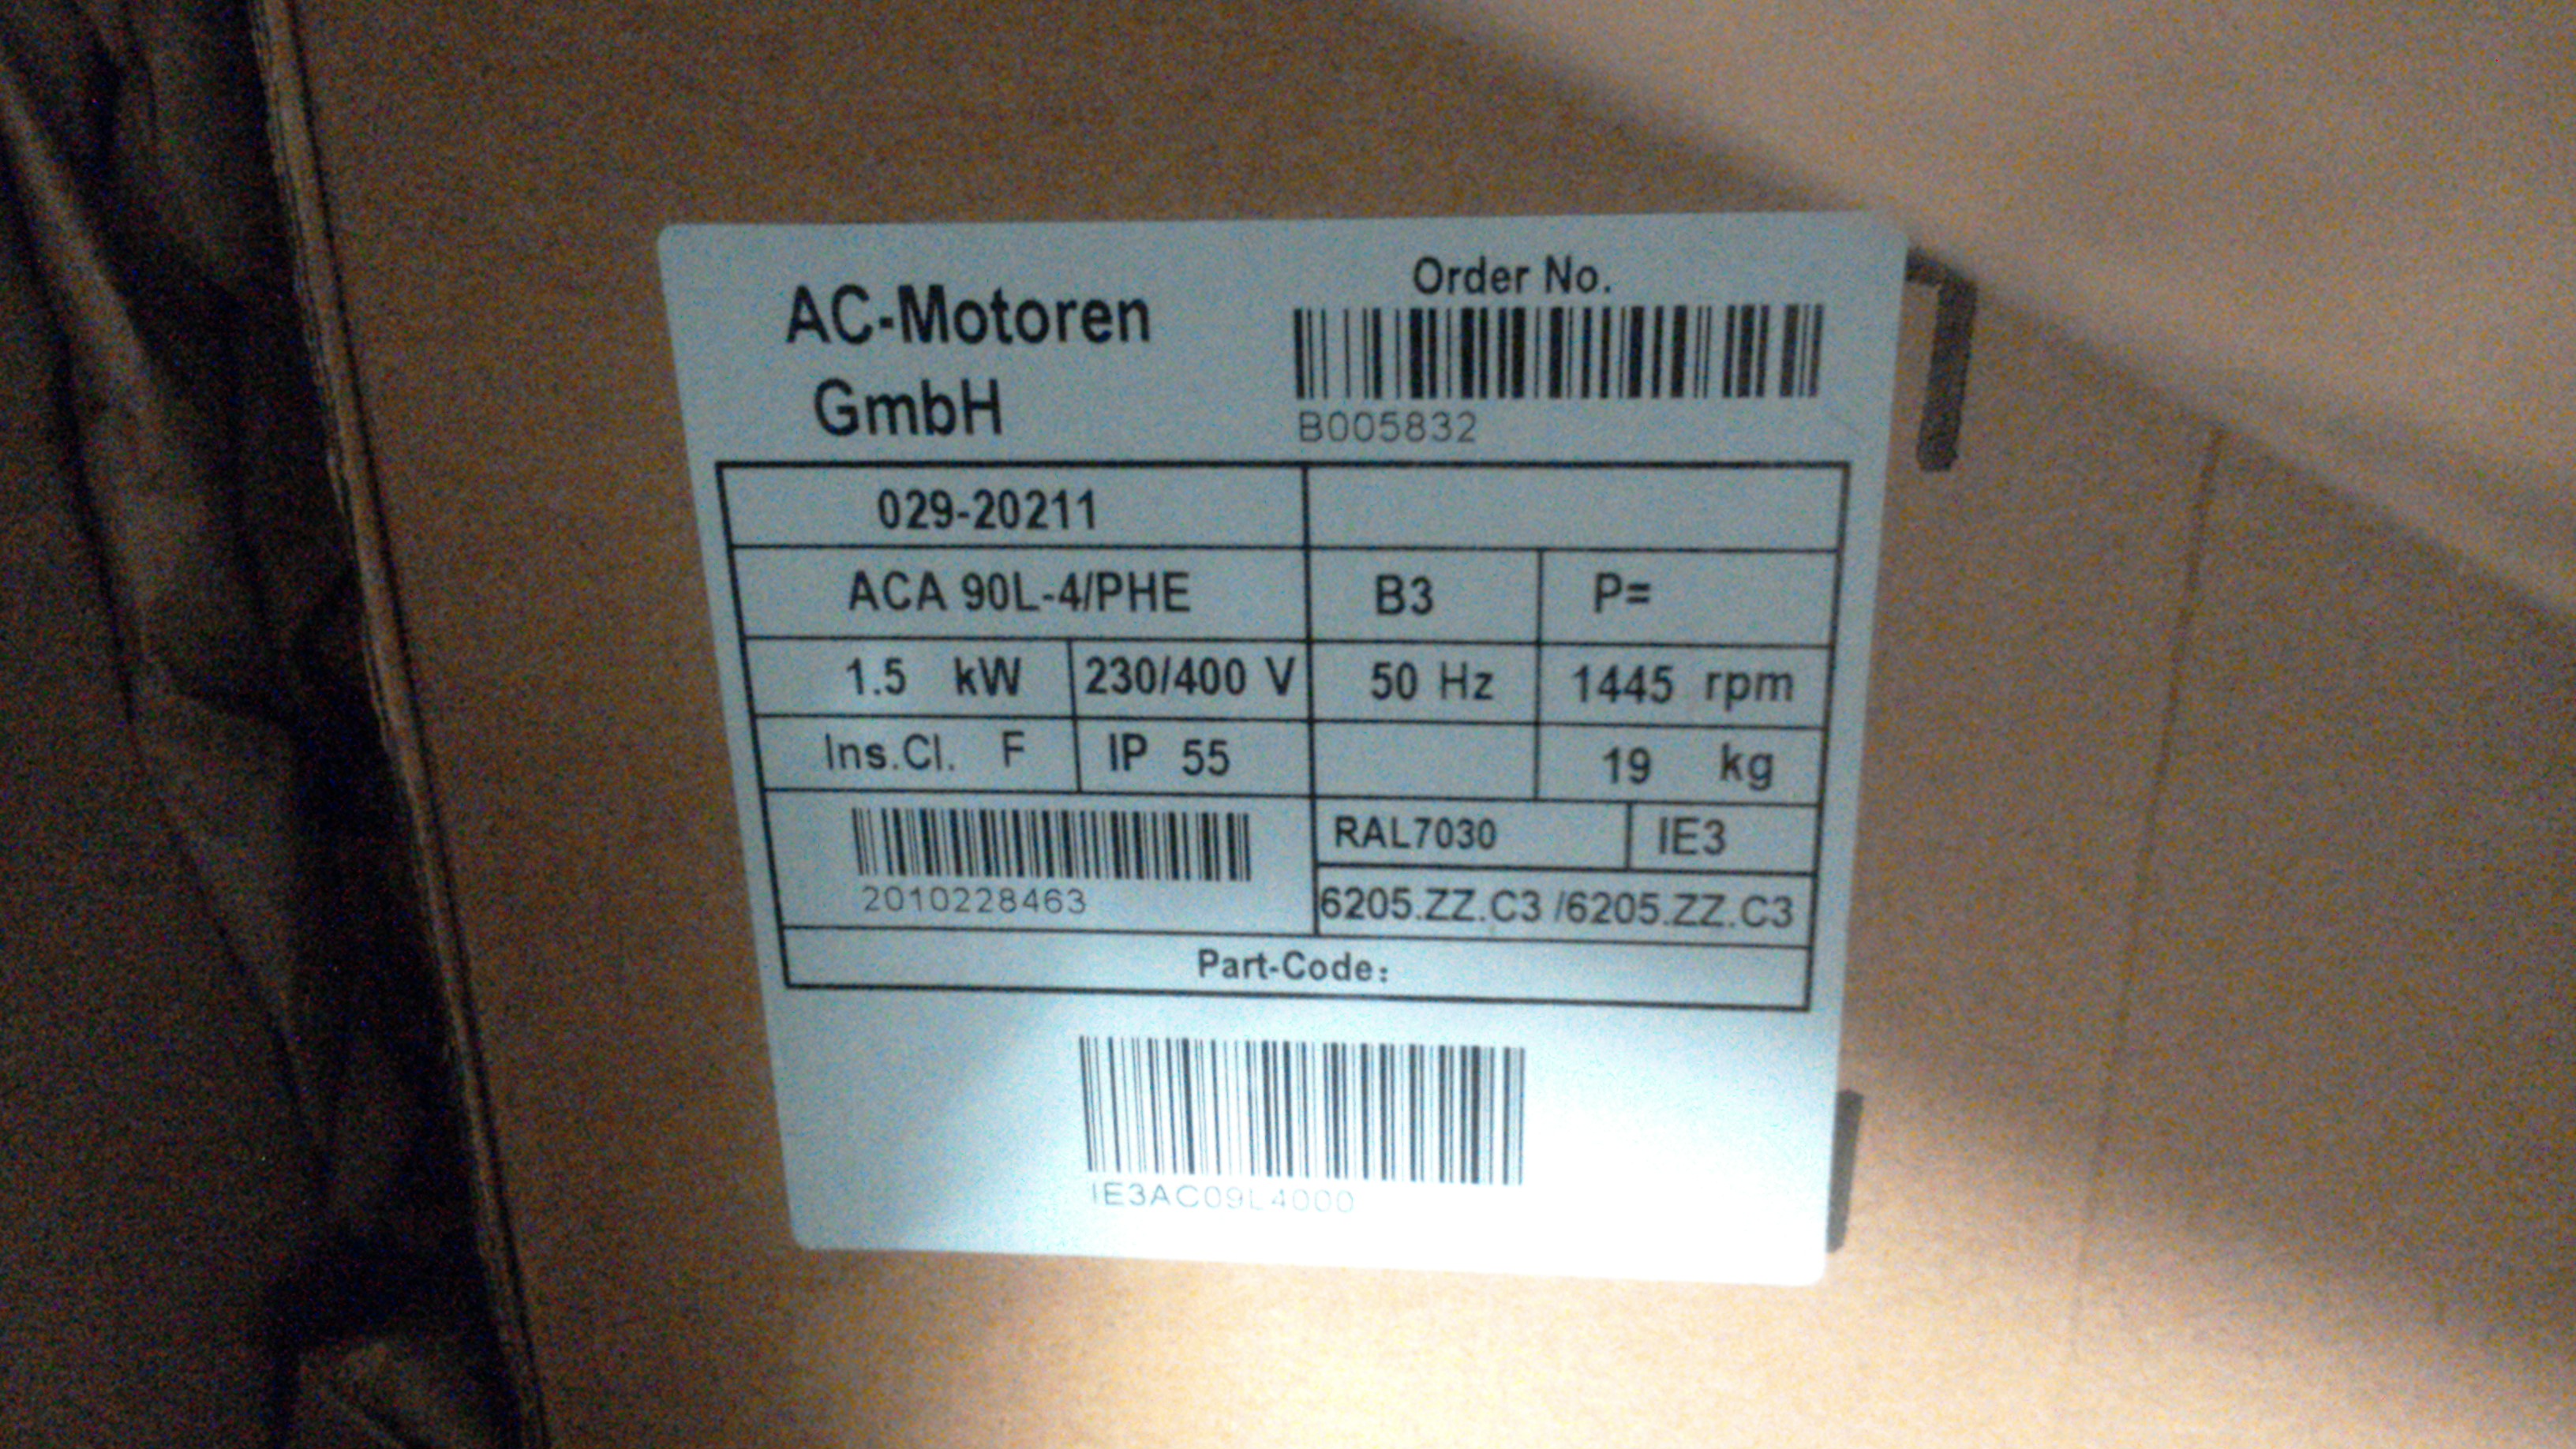 AC-Motoren
GmbH
Order No.
B005832
029-20211
ACA 90L-4/PHE B3 P=
1.5 kW 230/400 V 50 Hz 1445 rpm
Ins.Cl. F IP 55 19 kg
2010228463
RAL7030 IE3
6205.ZZ.C3 /6205.ZZ.C3
Part-Code:
IE3AC09L4000